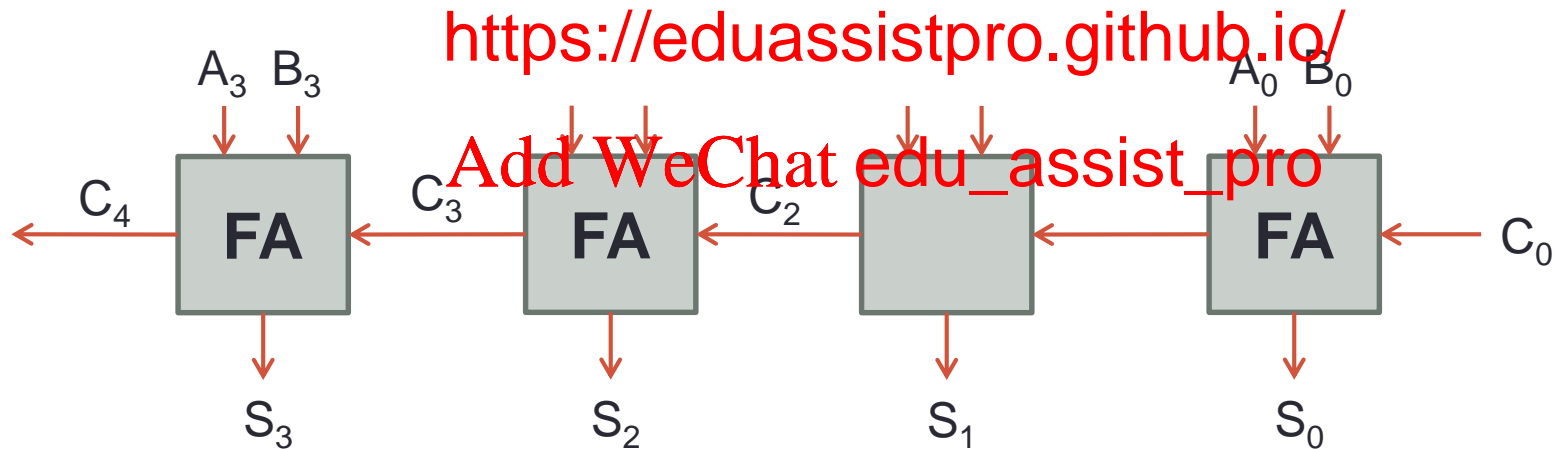 https://eduassistpro.github.io/
A3 B3 A0 B0
Add WeChat edu_assist_pro
C4 C3 C2
FA FA FA C0
S3 S2 S1 S0